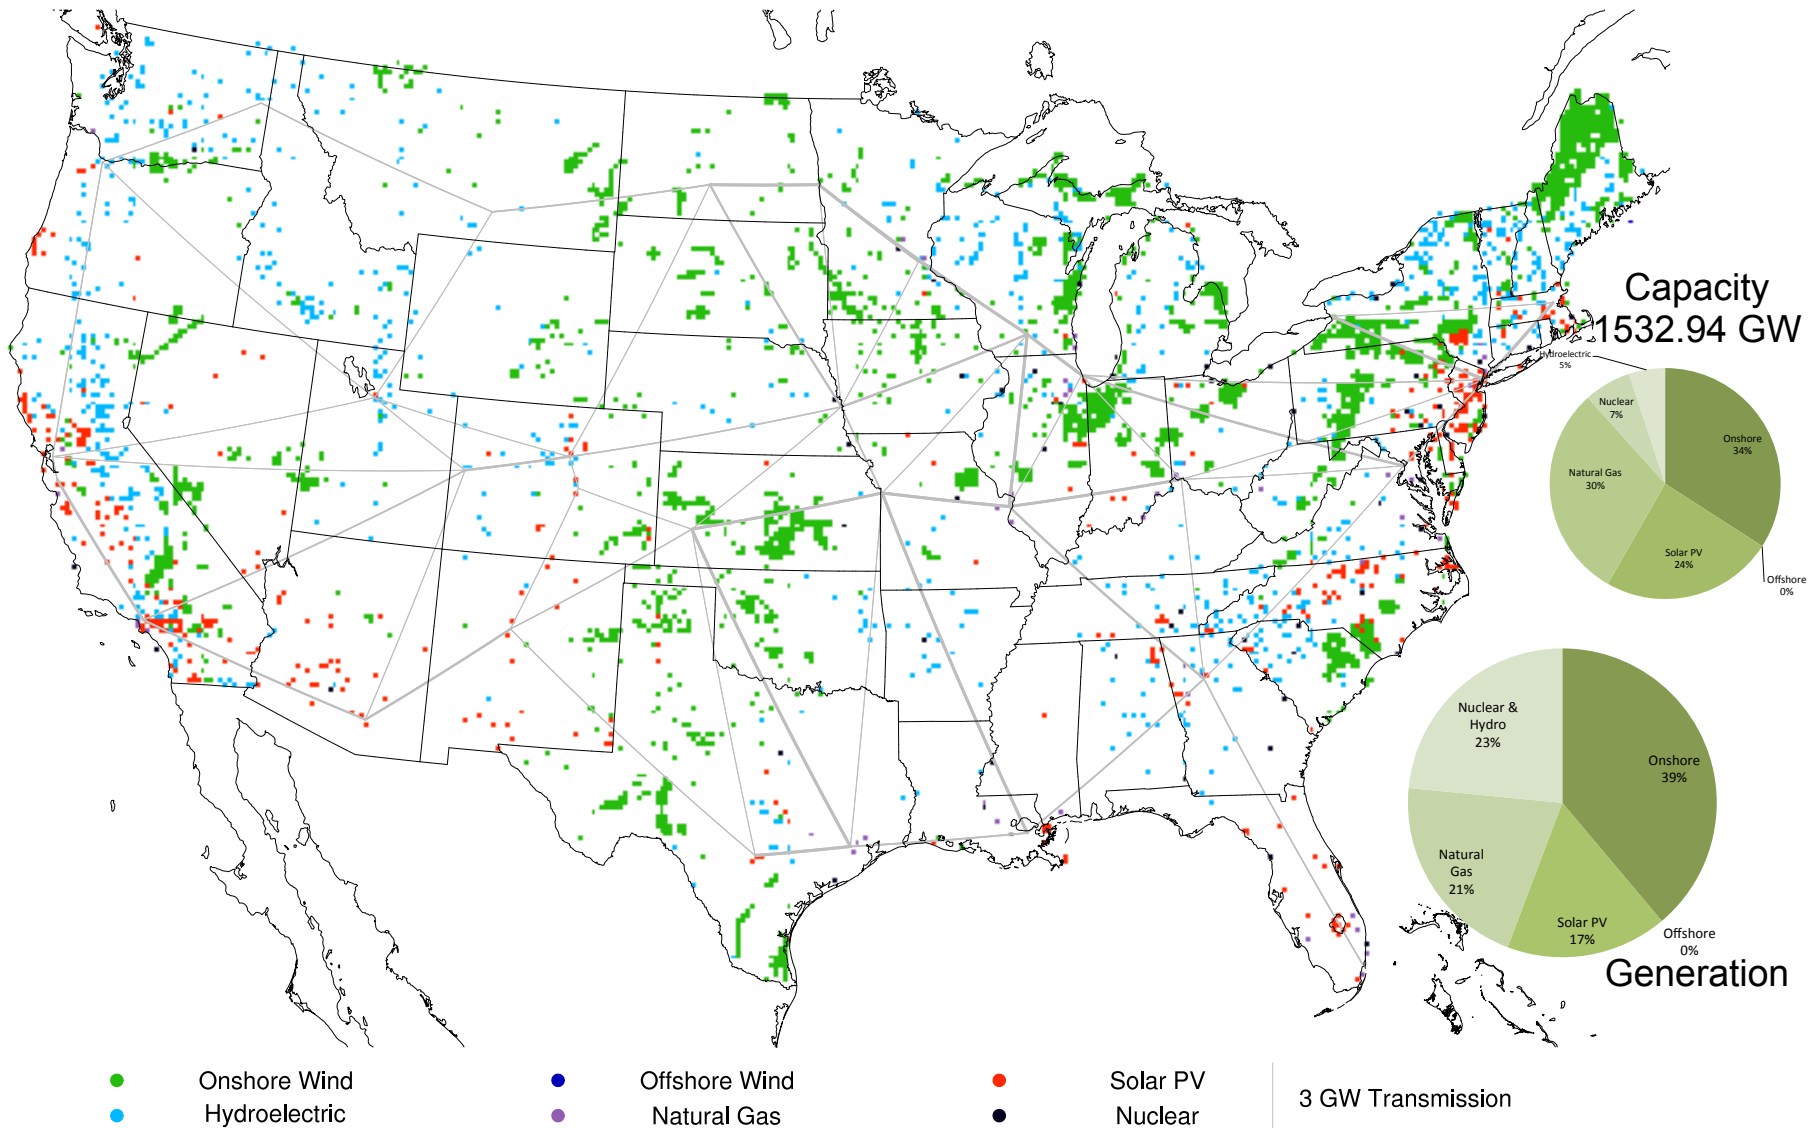 Capacity
1532.94 GW
Hydroelectric
5%
Nuclear
7%
Onshore
34%
Natural Gas
30%
Solar PV
24%
Offshore
0%
Nuclear &
Hydro
23%
Onshore
39%
Natural
Gas
21%
Solar PV
17%
Offshore
0%
Generation
Onshore Wind
Offshore Wind
Solar PV
Hydroelectric
Natural Gas
Nuclear
3 GW Transmission